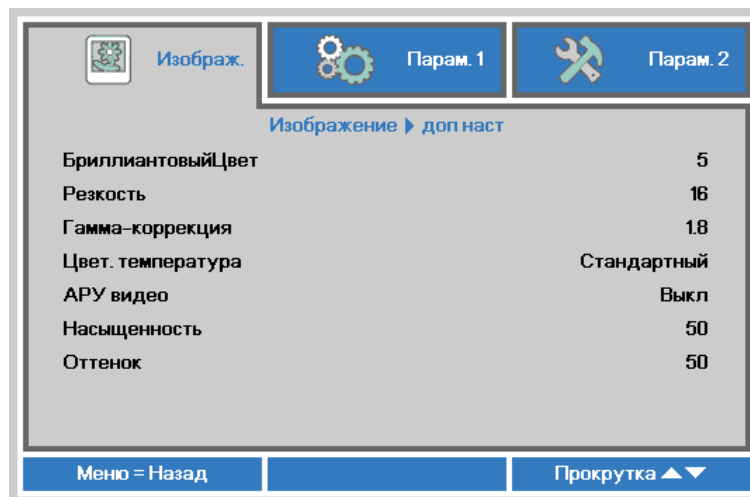 Изображ. Парам. 1 Парам. 2
Изображение доп наст
БриллиантовыйЦвет 5
Резкость 16
Гамма-коррекция 1.8
Цвет. температура Стандартный
АРУ видео Выкл
Насыщенность 50
Оттенок 50
Меню = Назад Прокрутка